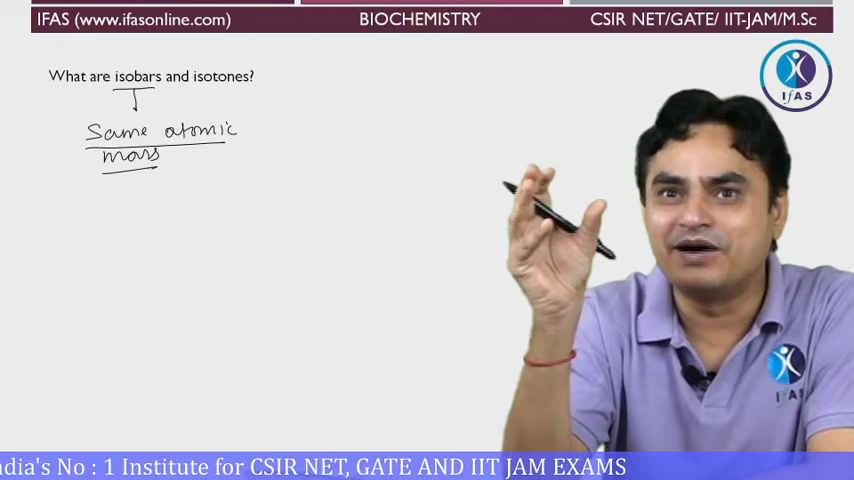 IFAS (www.ifasonline.com) BIOCHEMISTRY CSIR NET/GATE/ IIT-JAM/M.Sc
What are isobars and isotones?
IfAS
Same atomic
mass
IfAS
ndia's No : 1 Institute for CSIR NET, GATE AND IIT JAM EXAMS